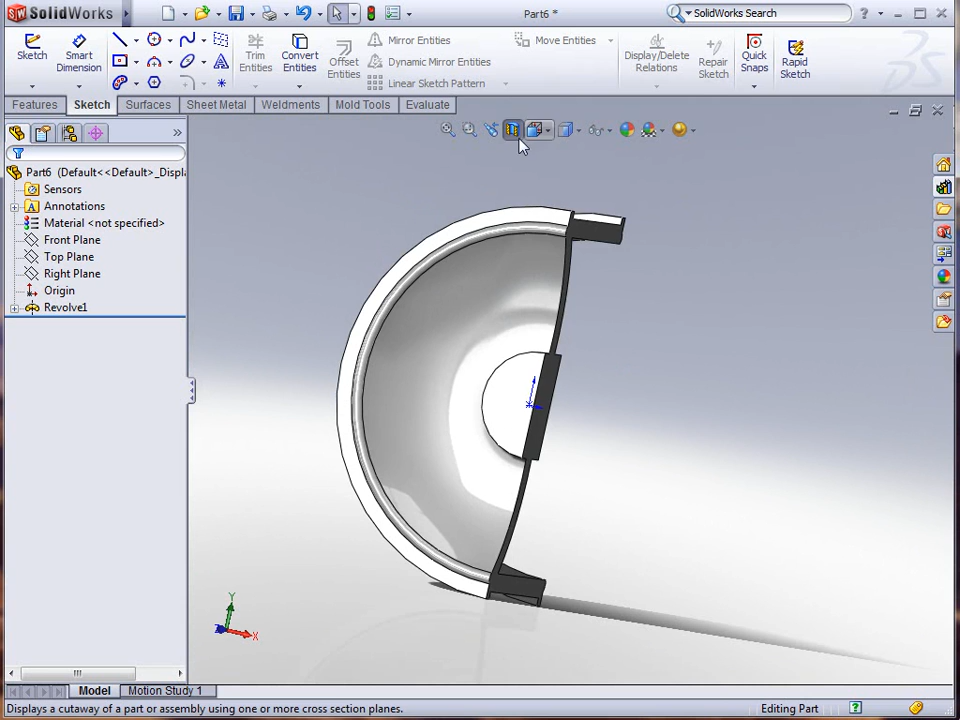 SolidWorks
Part6 *
SolidWorks Search
?
Sketch
Smart Dimension
Trim Entities
Convert Entities
Offset Entities
Mirror Entities
Dynamic Mirror Entities
Linear Sketch Pattern
Move Entities
Display/Delete Relations
Repair Sketch
Quick Snaps
Rapid Sketch
Features
Sketch
Surfaces
Sheet Metal
Weldments
Mold Tools
Evaluate
Part6 (Default<<Default>_Displ
Sensors
Annotations
Material <not specified>
Front Plane
Top Plane
Right Plane
Origin
Revolve1
Y
Z
X
Model
Motion Study 1
Displays a cutaway of a part or assembly using one or more cross section planes.
Editing Part
?